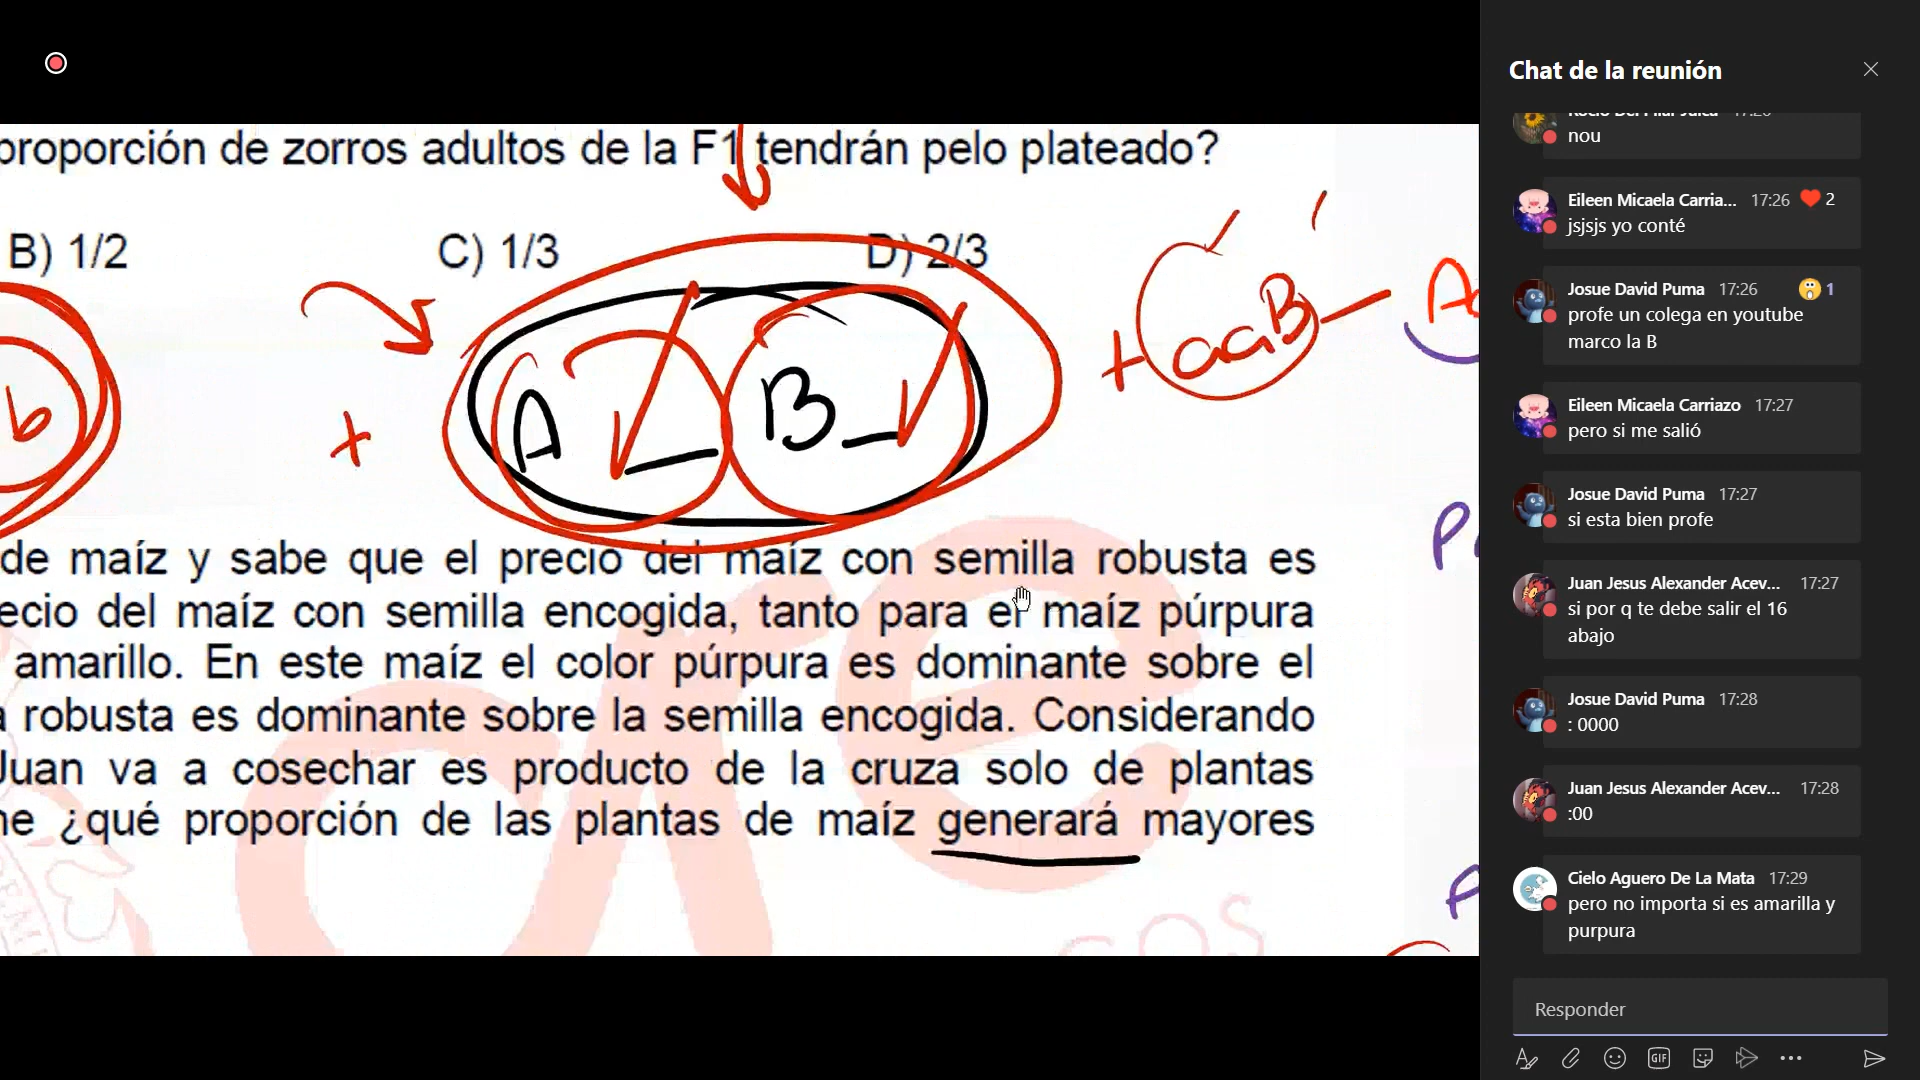 proporción de zorros adultos de la F1 tendrán pelo plateado?
B) 1/2 C) 1/3 D) 2/3
b + A_ B_ + aaB-
de maíz y sabe que el precio del maíz con semilla robusta es
ecio del maíz con semilla encogida, tanto para el maíz púrpura
amarillo. En este maíz el color púrpura es dominante sobre el
a robusta es dominante sobre la semilla encogida. Considerando
Juan va a cosechar es producto de la cruza solo de plantas
ne ¿qué proporción de las plantas de maíz generará mayores
cre
cos
Chat de la reunión
nou
Eileen Micaela Carria... 17:26 2
jsjsjs yo conté
Josue David Puma 17:26 1
profe un colega en youtube
marco la B
Eileen Micaela Carriazo 17:27
pero si me salió
Josue David Puma 17:27
si esta bien profe
Juan Jesus Alexander Acev... 17:27
si por q te debe salir el 16
abajo
Josue David Puma 17:28
: 0000
Juan Jesus Alexander Acev... 17:28
:00
Cielo Aguero De La Mata 17:29
pero no importa si es amarilla y
purpura
Responder
GIF